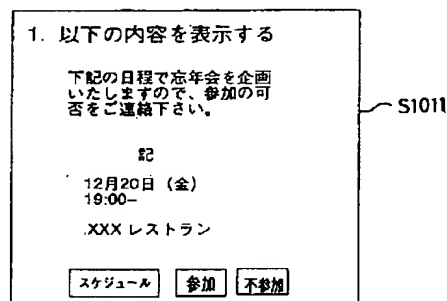 1. 以下の内容を表示する
下記の日程で忘年会を企画
いたしますので、参加の可
否をご連絡下さい。
記
12月20日（金）
19:00–
XXX レストラン
スケジュール 参加 不参加
S1011